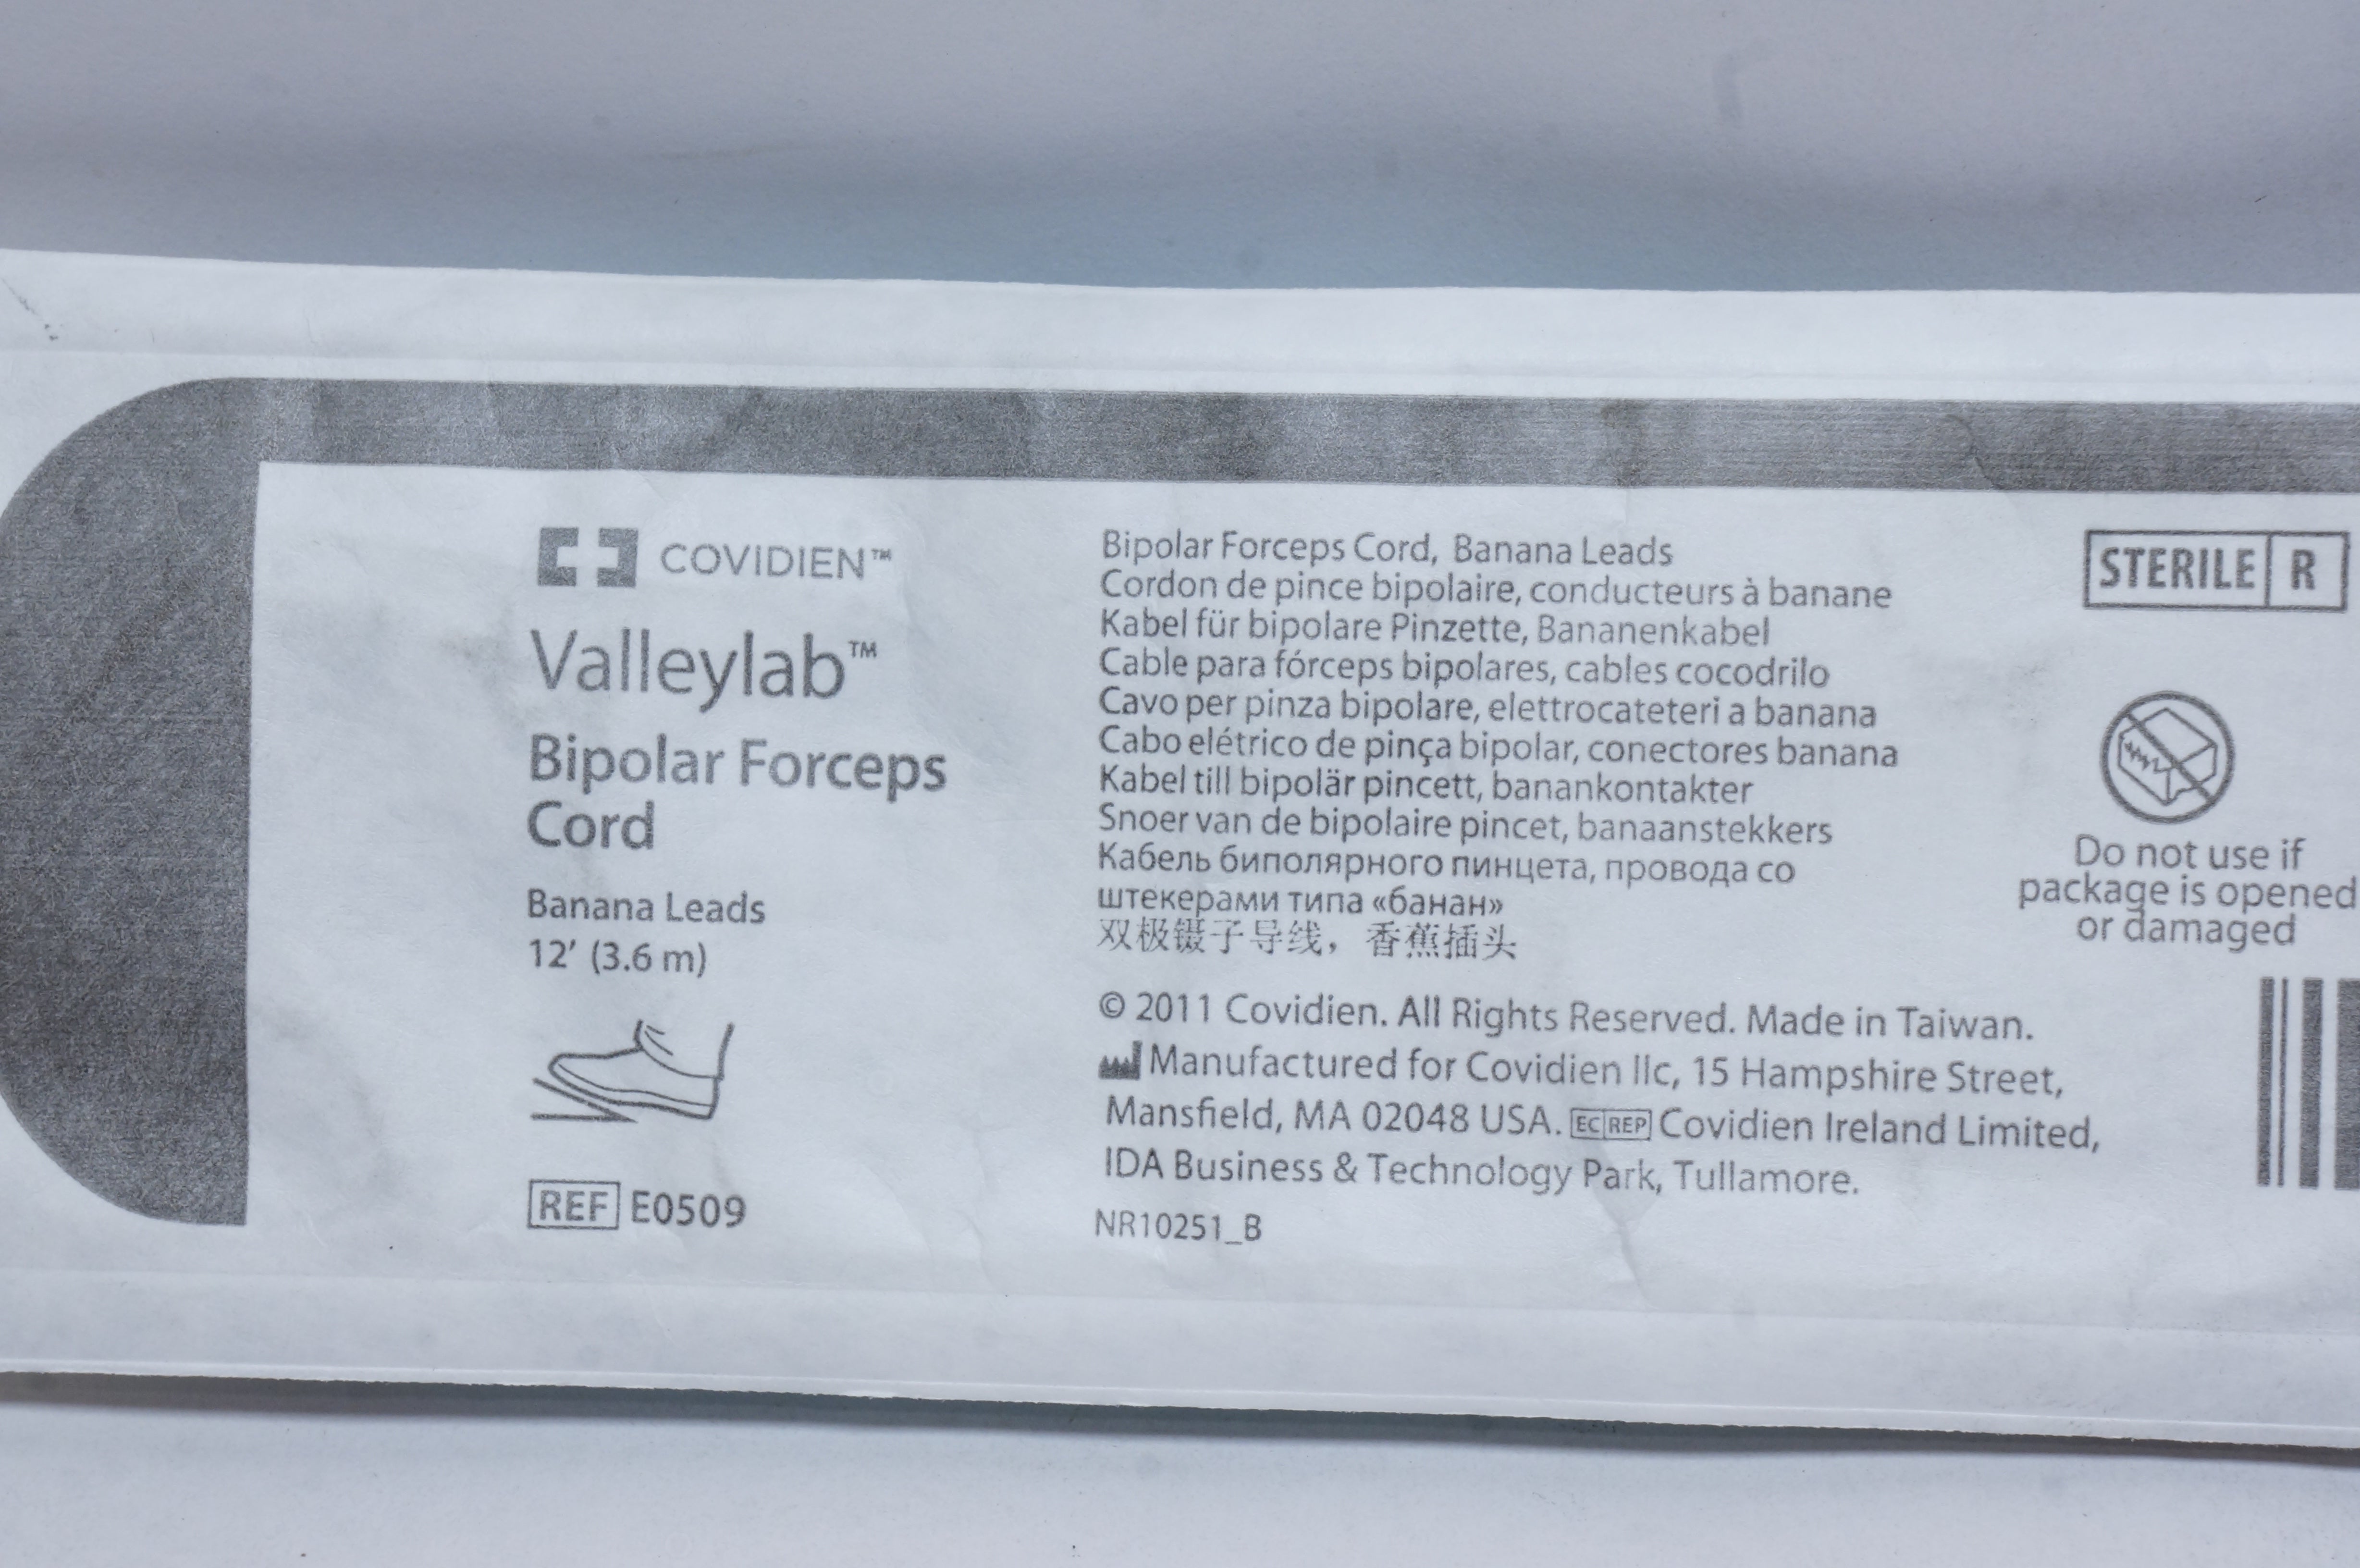 COVIDIEN™
Valleylab™
Bipolar Forceps
Cord
Banana Leads
12' (3.6 m)
REF E0509
Bipolar Forceps Cord, Banana Leads
Cordon de pince bipolaire, conducteurs à banane
Kabel für bipolare Pinzette, Bananenkabel
Cable para fórceps bipolares, cables cocodrilo
Cavo per pinza bipolare, elettrocateteri a banana
Cabo elétrico de pinça bipolar, conectores banana
Kabel till bipolär pincett, banankontakter
Snoer van de bipolaire pincet, banaanstekkers
Кабель биполярного пинцета, провода со
штекерами типа «банан»
双极镊子导线，香蕉插头
© 2011 Covidien. All Rights Reserved. Made in Taiwan.
Manufactured for Covidien llc, 15 Hampshire Street,
Mansfield, MA 02048 USA. EC REP Covidien Ireland Limited,
IDA Business & Technology Park, Tullamore.
NR10251_B
STERILE R
Do not use if
package is opened
or damaged